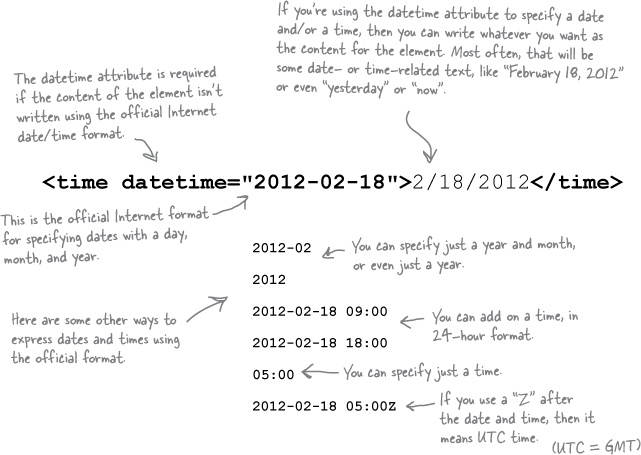 If you're using the datetime attribute to specify a date
and/or a time, then you can write whatever you want as
the content for the element. Most often, that will be
some date- or time-related text, like "February 18, 2012"
or even "yesterday" or "now".
The datetime attribute is required
if the content of the element isn't
written using the official Internet
date/time format.
<time datetime="2012-02-18">2/18/2012</time>
This is the official Internet format
for specifying dates with a day,
month, and year.
2012-02
You can specify just a year and month,
or even just a year.
2012
Here are some other ways to
express dates and times using
the official format.
2012-02-18 09:00
You can add on a time, in
24-hour format.
2012-02-18 18:00
05:00
You can specify just a time.
2012-02-18 05:00Z
If you use a "Z" after
the date and time, then it
means UTC time.
(UTC = GMT)